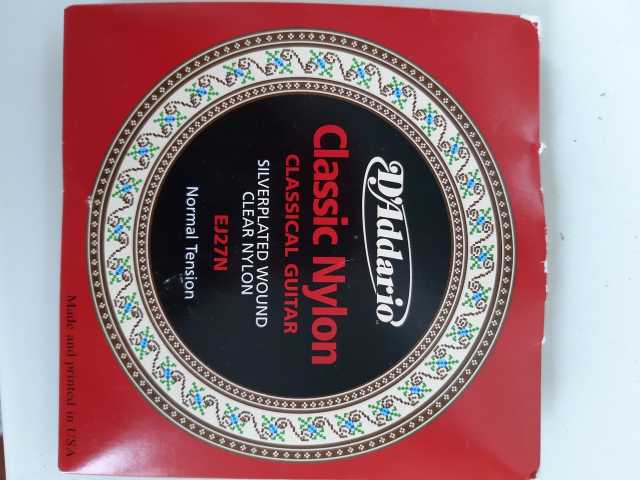 D'Addario
Classic Nylon
CLASSICAL GUITAR
SILVERPLATED WOUND
CLEAR NYLON
EJ27N
Normal Tension
Made and printed in USA